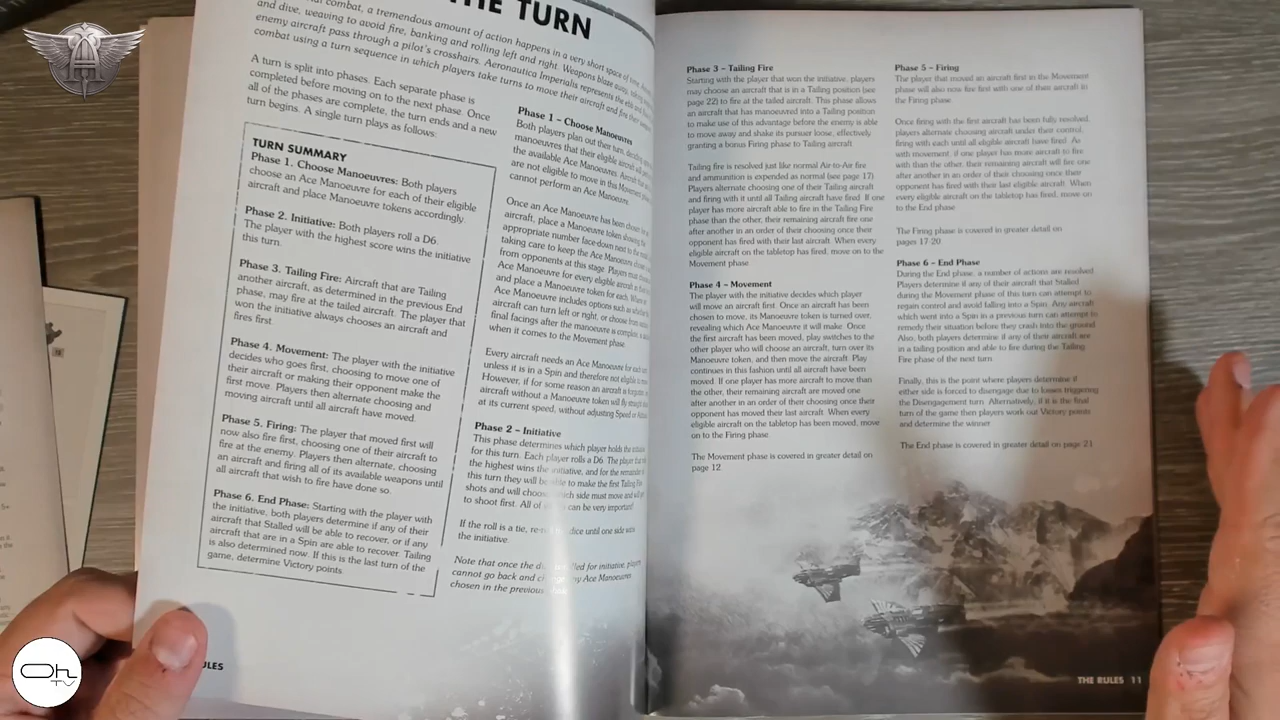 THE TURN
combat, a tremendous amount of action happens in a very short space of
and dive, weaving to avoid fire, banking and rolling left and right. Weapons blaze away,
enemy aircraft pass through a pilot's crosshairs. Aeronautica Imperialis represents the
combat using a turn sequence in which players take turns to move their aircraft and fire their
A turn is split into phases. Each separate phase is
completed before moving on to the next phase. Once
all of the phases are complete, the turn ends and a new
turn begins. A single turn plays as follows:
TURN SUMMARY
Phase 1. Choose Manoeuvres: Both players
choose an Ace Manoeuvre for each of their eligible
aircraft and place Manoeuvre tokens accordingly.
Phase 2. Initiative: Both players roll a D6.
The player with the highest score wins the initiative
this turn.
Phase 3. Tailing Fire: Aircraft that are Tailing
another aircraft, as determined in the previous End
phase, may fire at the tailed aircraft. The player that
won the initiative always chooses an aircraft and
fires first.
Phase 4. Movement: The player with the initiative
decides who goes first, choosing to move one of
their aircraft or making their opponent make the
first move. Players then alternate choosing and
moving aircraft until all aircraft have moved.
Phase 5. Firing: The player that moved first will
now also fire first, choosing one of their aircraft to
fire at the enemy. Players then alternate, choosing
an aircraft and firing all of its available weapons until
all aircraft that wish to fire have done so.
Phase 6. End Phase: Starting with the player with
the initiative, both players determine if any of their
aircraft that Stalled will be able to recover, or if any
aircraft that are in a Spin are able to recover. Tailing
is also determined now. If this is the last turn of the
game, determine Victory points.
Phase 1 – Choose Manoeuvres
Both players plan out their turn, deciding
manoeuvres that their eligible aircraft will
the available Ace Manoeuvres. Aircraft that
are not eligible to move in this Movement
cannot perform an Ace Manoeuvre.
Once an Ace Manoeuvre has been chosen for
aircraft, place a Manoeuvre token showing the
appropriate number face-down next to the
taking care to keep the Ace Manoeuvre
from opponents at this stage. Players must
Ace Manoeuvre for every eligible aircraft
and place a Manoeuvre token for each. Where
Ace Manoeuvre includes options such as whether
aircraft can turn left or right, or choose from
final facings after the manoeuvre is complete,
when it comes to the Movement phase.
Every aircraft needs an Ace Manoeuvre for each
unless it is in a Spin and therefore not eligible to
However, if for some reason an aircraft is
aircraft without a Manoeuvre token will fly straight
at its current speed, without adjusting Speed or
Phase 2 – Initiative
This phase determines which player holds the initiative
for this turn. Each player rolls a D6. The player that
the highest wins the initiative, and for the remainder
this turn they will be able to make the first Tailing Fire
shots and will choose which side must move and
to shoot first. All of can be very important!
If the roll is a tie, dice until one side wins
the initiative.
Note that once the rolled for initiative, players
cannot go back and any Ace Manoeuvres
chosen in the previous
ULES
Phase 3 – Tailing Fire
Starting with the player that won the initiative, players
may choose an aircraft that is in a Tailing position (see
page 22) to fire at the tailed aircraft. This phase allows
an aircraft that has manoeuvred into a Tailing position
to make use of this advantage before the enemy is able
to move away and shake its pursuer loose, effectively
granting a bonus Firing phase to Tailing aircraft
Tailing fire is resolved just like normal Air-to-Air fire
and ammunition is expended as normal (see page 17)
Players alternate choosing one of their Tailing aircraft
and firing with it until all Tailing aircraft have fired. If one
player has more aircraft able to fire in the Tailing Fire
phase than the other, their remaining aircraft fire one
after another in an order of their choosing once their
opponent has fired with their last aircraft. When every
eligible aircraft on the tabletop has fired, move on to the
Movement phase.
Phase 4 – Movement
The player with the initiative decides which player
will move an aircraft first. Once an aircraft has been
chosen to move, its Manoeuvre token is turned over,
revealing which Ace Manoeuvre it will make. Once
the first aircraft has been moved, play switches to the
other player who will choose an aircraft, turn over its
Manoeuvre token, and then move the aircraft. Play
continues in this fashion until all aircraft have been
moved. If one player has more aircraft to move than
the other, their remaining aircraft are moved one
after another in an order of their choosing once their
opponent has moved their last aircraft. When every
eligible aircraft on the tabletop has been moved, move
on to the Firing phase.
The Movement phase is covered in greater detail on
page 12
Phase 5 – Firing
The player that moved an aircraft first in the Movement
phase will also now fire first with one of their aircraft in
the Firing phase.
Once firing with the first aircraft has been fully resolved,
players alternate choosing aircraft under their control,
firing with each until all eligible aircraft have fired. As
with movement, if one player has more aircraft to fire
with than the other, their remaining aircraft will fire one
after another in an order of their choosing once their
opponent has fired with their last eligible aircraft. When
every eligible aircraft on the tabletop has fired, move on
to the End phase
The Firing phase is covered in greater detail on
pages 17-20
Phase 6 – End Phase
During the End phase, a number of actions are resolved
Players determine if any of their aircraft that Stalled
during the Movement phase of this turn can attempt to
regain control and avoid falling into a Spin. Any aircraft
which went into a Spin in a previous turn can attempt to
remedy their situation before they crash into the ground
Also, both players determine if any of their aircraft are
in a tailing position and able to fire during the Tailing
Fire phase of the next turn.
Finally, this is the point where players determine if
either side is forced to disengage due to losses triggering
the Disengagement turn. Alternatively, if it is the final
turn of the game then players work our Victory points
and determine the winner
The End phase is covered in greater detail on page 21
THE RULES 11
Oh
TV